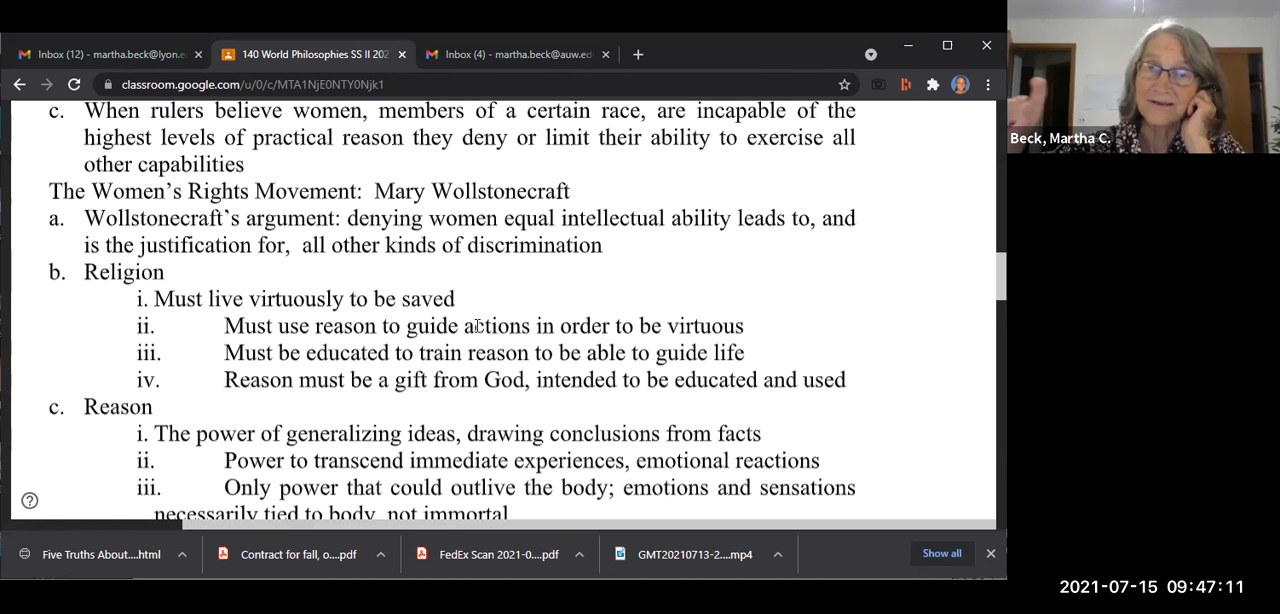 Inbox (12) - martha.beck@lyon.e
140 World Philosophies SS II 202
Inbox (4) - martha.beck@auw.ed
classroom.google.com/u/0/c/MTA1NjE0NTY0Njk1
c. When rulers believe women, members of a certain race, are incapable of the
highest levels of practical reason they deny or limit their ability to exercise all
other capabilities
The Women's Rights Movement: Mary Wollstonecraft
a. Wollstonecraft's argument: denying women equal intellectual ability leads to, and
is the justification for, all other kinds of discrimination
b. Religion
i. Must live virtuously to be saved
ii. Must use reason to guide actions in order to be virtuous
iii. Must be educated to train reason to be able to guide life
iv. Reason must be a gift from God, intended to be educated and used
c. Reason
i. The power of generalizing ideas, drawing conclusions from facts
ii. Power to transcend immediate experiences, emotional reactions
iii. Only power that could outlive the body; emotions and sensations
necessarily tied to body, not immortal
Beck, Martha C.
Five Truths About....html
Contract for fall, o....pdf
FedEx Scan 2021-0....pdf
GMT20210713-2....mp4
Show all
2021-07-15 09:47:11